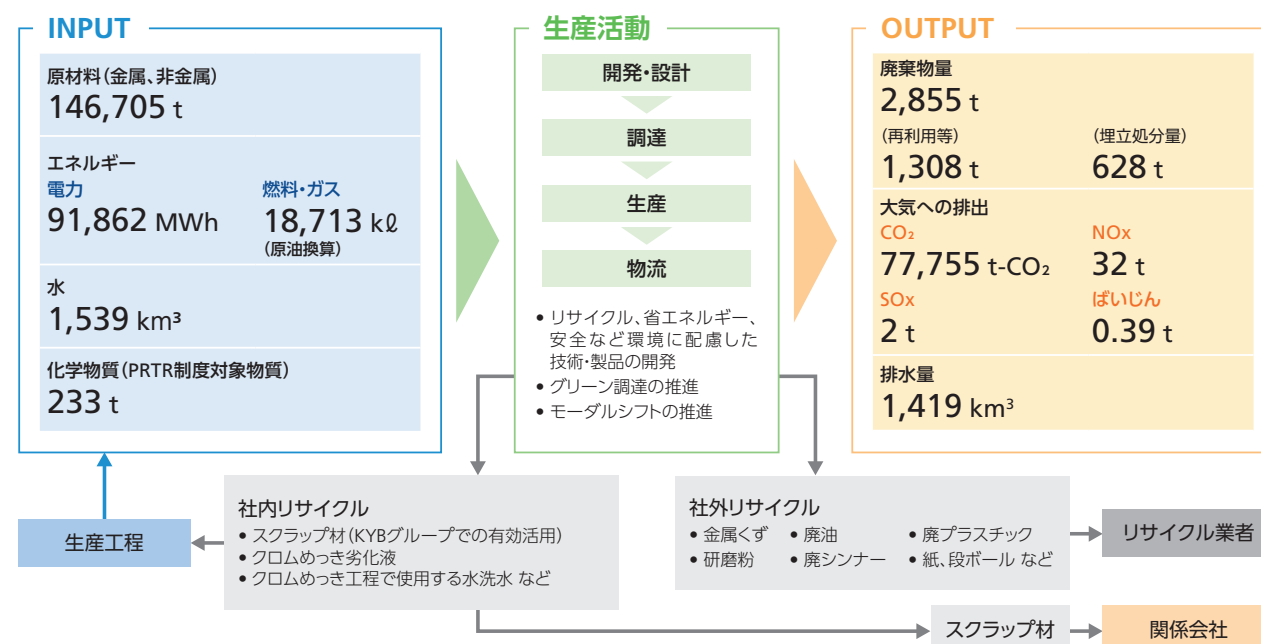 INPUT
原材料(金属、非金属)
146,705 t
エネルギー
電力
91,862 MWh
燃料・ガス
18,713 kℓ
(原油換算)
水
1,539 km³
化学物質(PRTR制度対象物質)
233 t
生産活動
開発・設計
調達
生産
物流
• リサイクル、省エネルギー、
安全など環境に配慮した
技術・製品の開発
• グリーン調達の推進
• モーダルシフトの推進
OUTPUT
廃棄物量
2,855 t
(再利用等)
1,308 t
(埋立処分量)
628 t
大気への排出
CO₂
77,755 t-CO₂
NOx
32 t
SOx
2 t
ばいじん
0.39 t
排水量
1,419 km³
生産工程
社内リサイクル
• スクラップ材(KYBグループでの有効活用)
• クロムめっき劣化液
• クロムめっき工程で使用する水洗水 など
社外リサイクル
• 金属くず • 廃油 • 廃プラスチック
• 研磨粉 • 廃シンナー • 紙、段ボール など
リサイクル業者
スクラップ材
関係会社